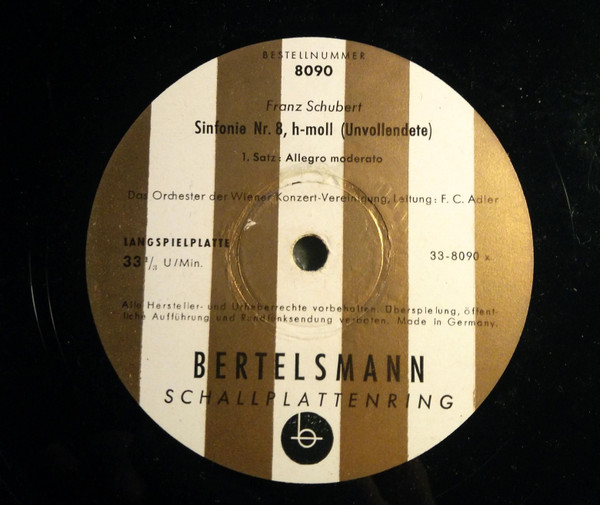 BESTELLNUMMER
8090
Franz Schubert
Sinfonie Nr. 8, h-moll (Unvollendete)
1. Satz: Allegro moderato
Das Orchester der Wiener Konzert-Vereinigung, Leitung: F. C. Adler
LANGSPIELPLATTE
33 1/3 U/Min.
33-8090 x
Alle Hersteller- und Urheberrechte vorbehalten. Überspielung, öffent-
liche Aufführung und Rundfunksendung verboten. Made in Germany.
BERTELSMANN
SCHALLPLATTENRING
b